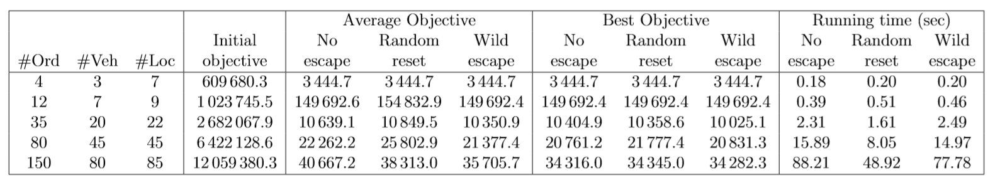 Average Objective Best Objective Running time (sec)
Initial No Random Wild No Random Wild No Random Wild
#Ord #Veh #Loc objective escape reset escape escape reset escape escape reset escape
4 3 7 609 680.3 3 444.7 3 444.7 3 444.7 3 444.7 3 444.7 3 444.7 0.18 0.20 0.20
12 7 9 1 023 745.5 149 692.6 154 832.9 149 692.4 149 692.4 149 692.4 149 692.4 0.39 0.51 0.46
35 20 22 2 682 067.9 10 639.1 10 849.5 10 350.9 10 404.9 10 358.6 10 025.1 2.31 1.61 2.49
80 45 45 6 422 128.6 22 262.2 25 802.9 21 377.4 20 761.2 21 777.4 20 831.3 15.89 8.05 14.97
150 80 85 12 059 380.3 40 667.2 38 313.0 35 705.7 34 316.0 34 345.0 34 282.3 88.21 48.92 77.78